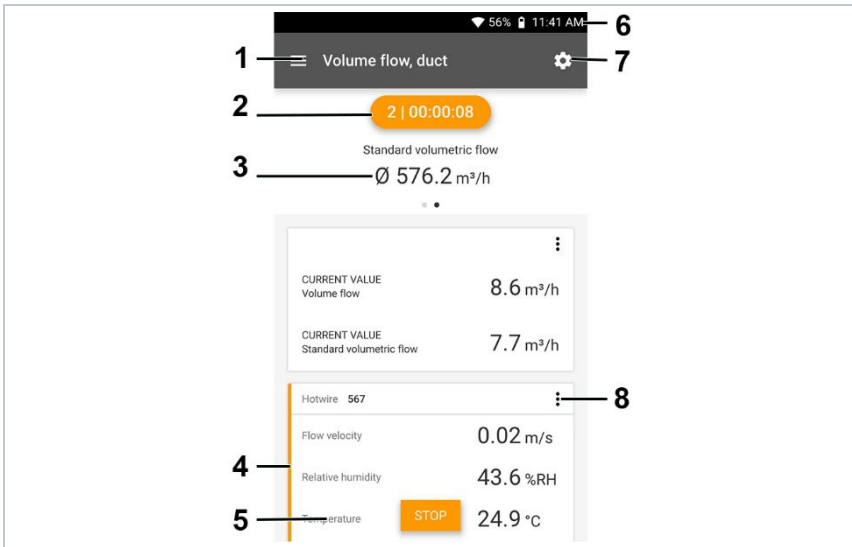 56% 11:41 AM 6
1 Volume flow, duct 7
2 2 | 00:00:08
Standard volumetric flow
3 Ø 576.2 m³/h
CURRENT VALUE
Volume flow 8.6 m³/h
CURRENT VALUE
Standard volumetric flow 7.7 m³/h
Hotwire 567 8
Flow velocity 0.02 m/s
4 Relative humidity 43.6 %RH
5 Temperature STOP 24.9 °C